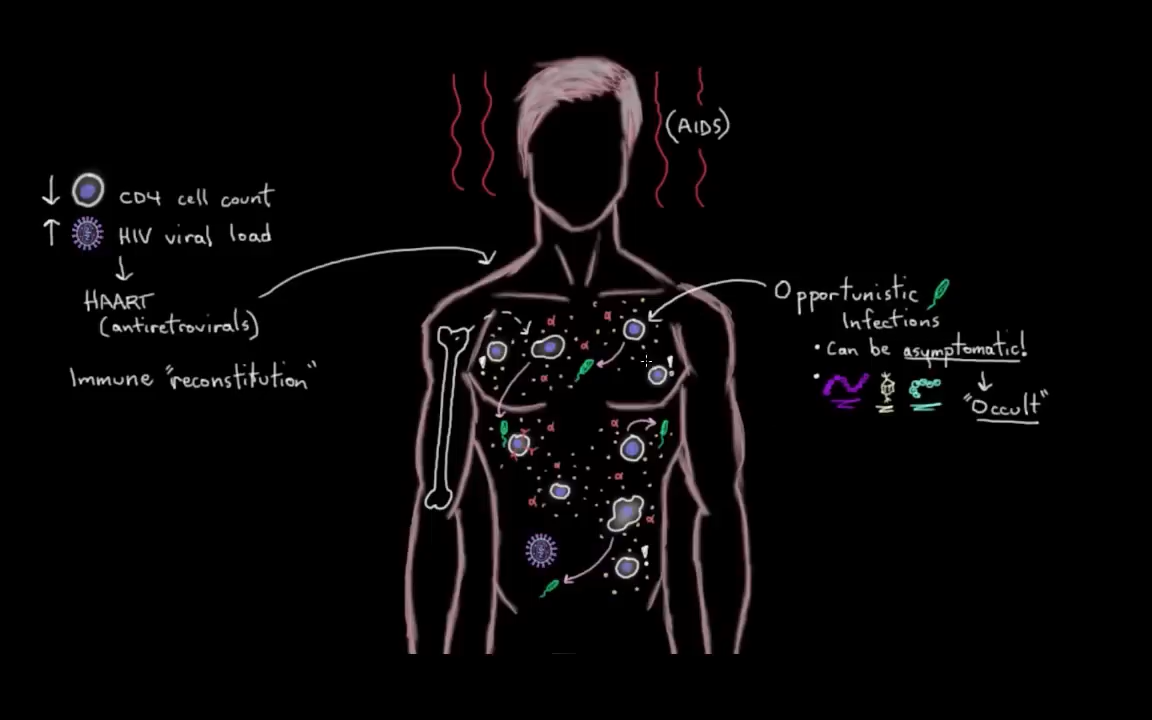 (AIDS)
↓ CD4 cell count
↑ HIV viral load
↓
HAART
(antiretrovirals)
Immune "reconstitution"
Opportunistic
Infections
• Can be asymptomatic!
•
↓
"Occult"
α α α α α α α α α α α
! ! !